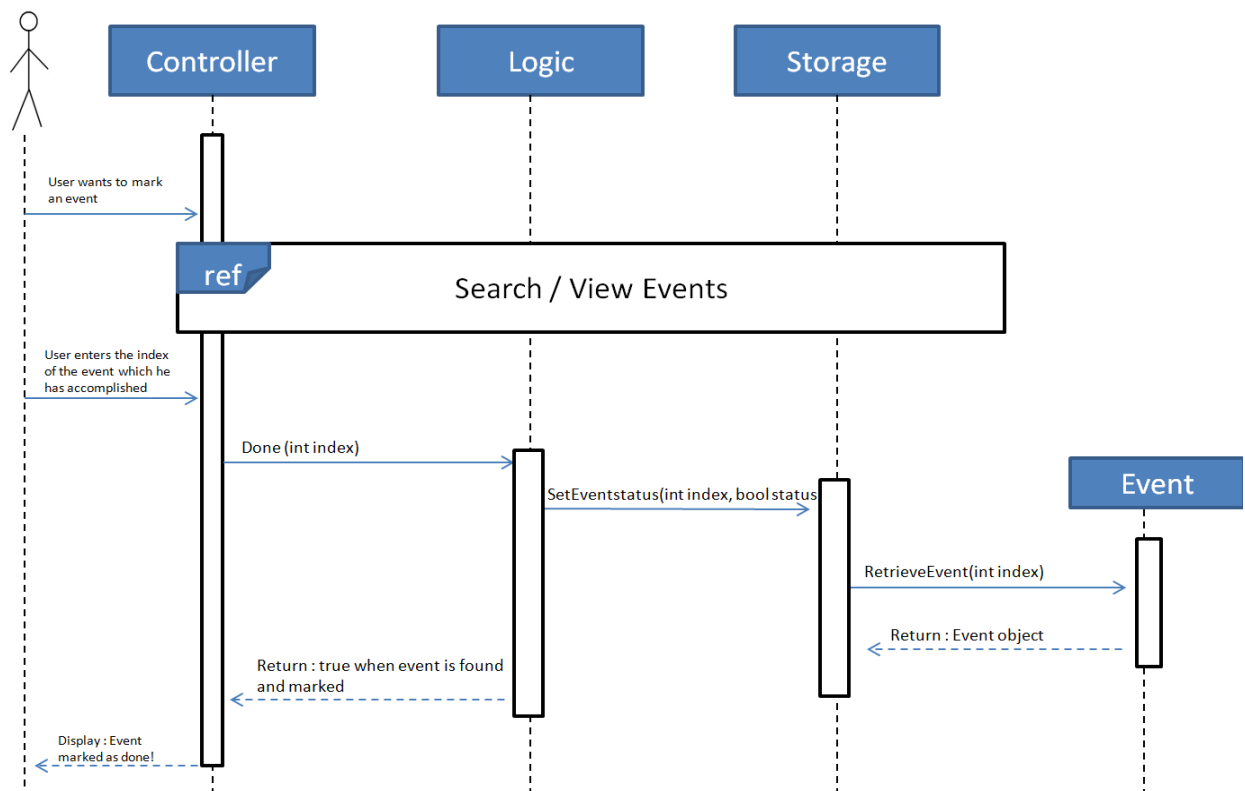 Controller
Logic
Storage
User wants to mark
an event
ref
Search / View Events
User enters the index
of the event which he
has accomplished
Done (int index)
SetEventstatus(int index, bool status
Event
RetrieveEvent(int index)
Return : Event object
Return : true when event is found
and marked
Display : Event
marked as done!